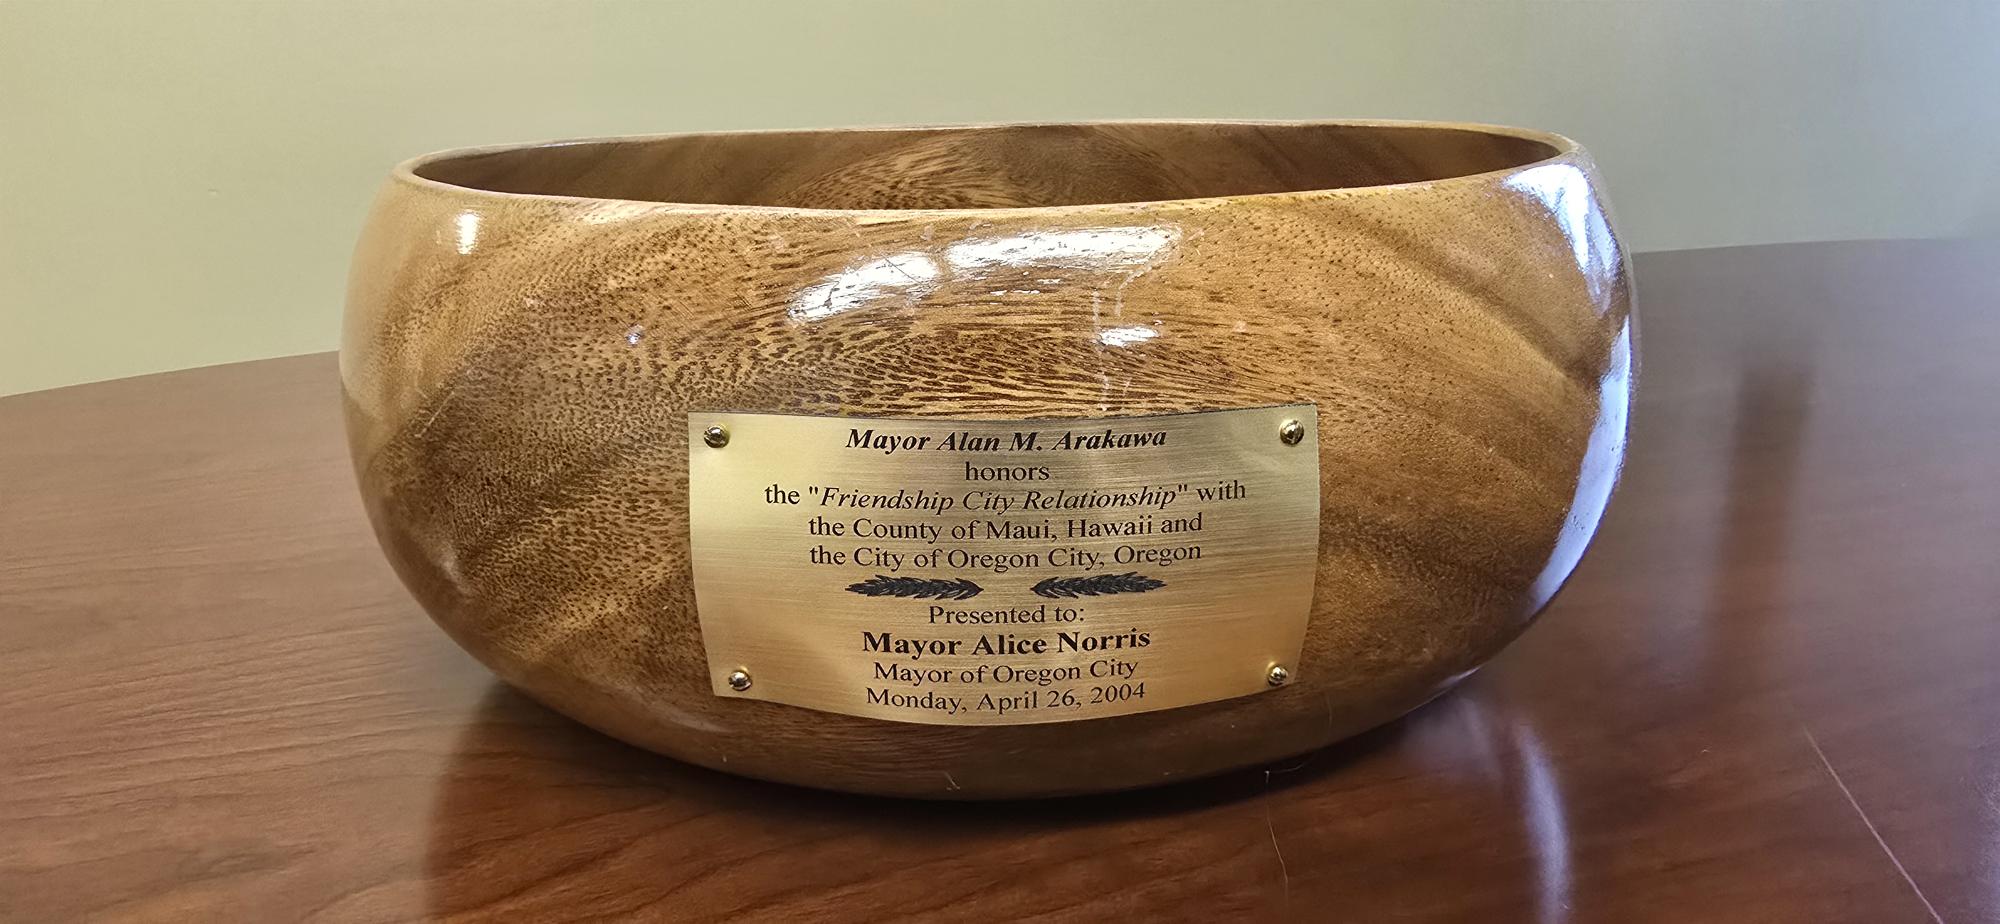 Mayor Alan M. Arakawa
honors
the "Friendship City Relationship" with
the County of Maui, Hawaii and
the City of Oregon City, Oregon
Presented to:
Mayor Alice Norris
Mayor of Oregon City
Monday, April 26, 2004